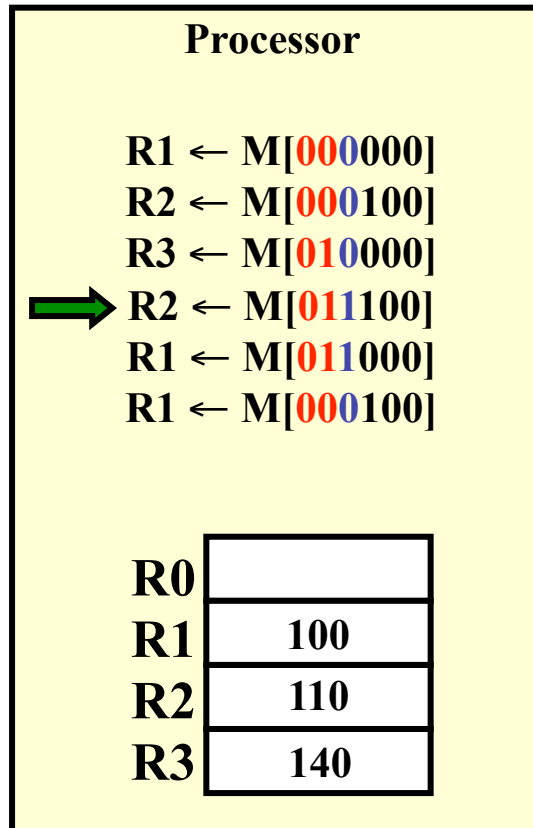 Processor
R1 ← M[000000]
R2 ← M[000100]
R3 ← M[010000]
R2 ← M[011100]
R1 ← M[011000]
R1 ← M[000100]
R0
R1 100
R2 110
R3 140